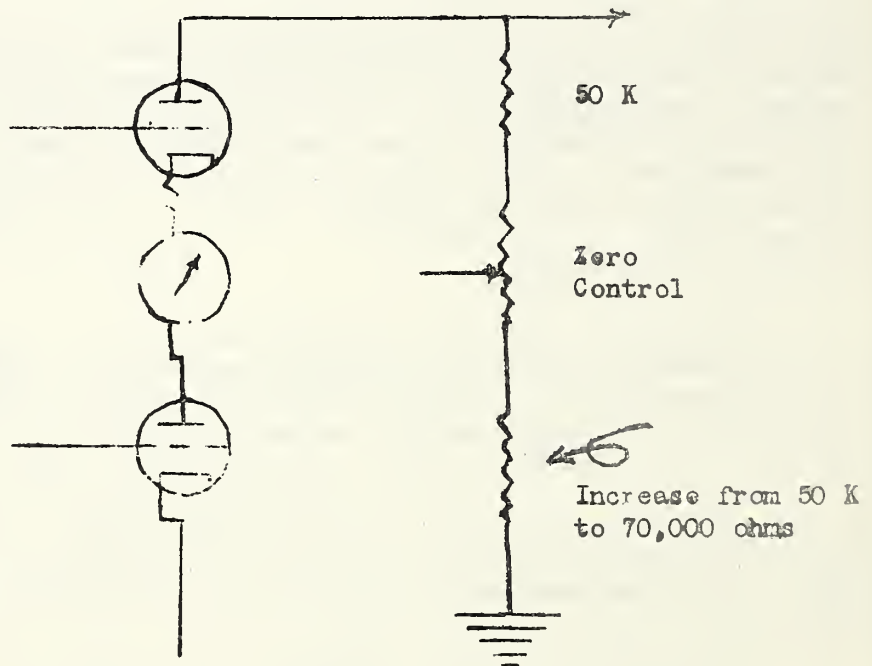 50 K
Zero
Control
Increase from 50 K
to 70,000 ohms